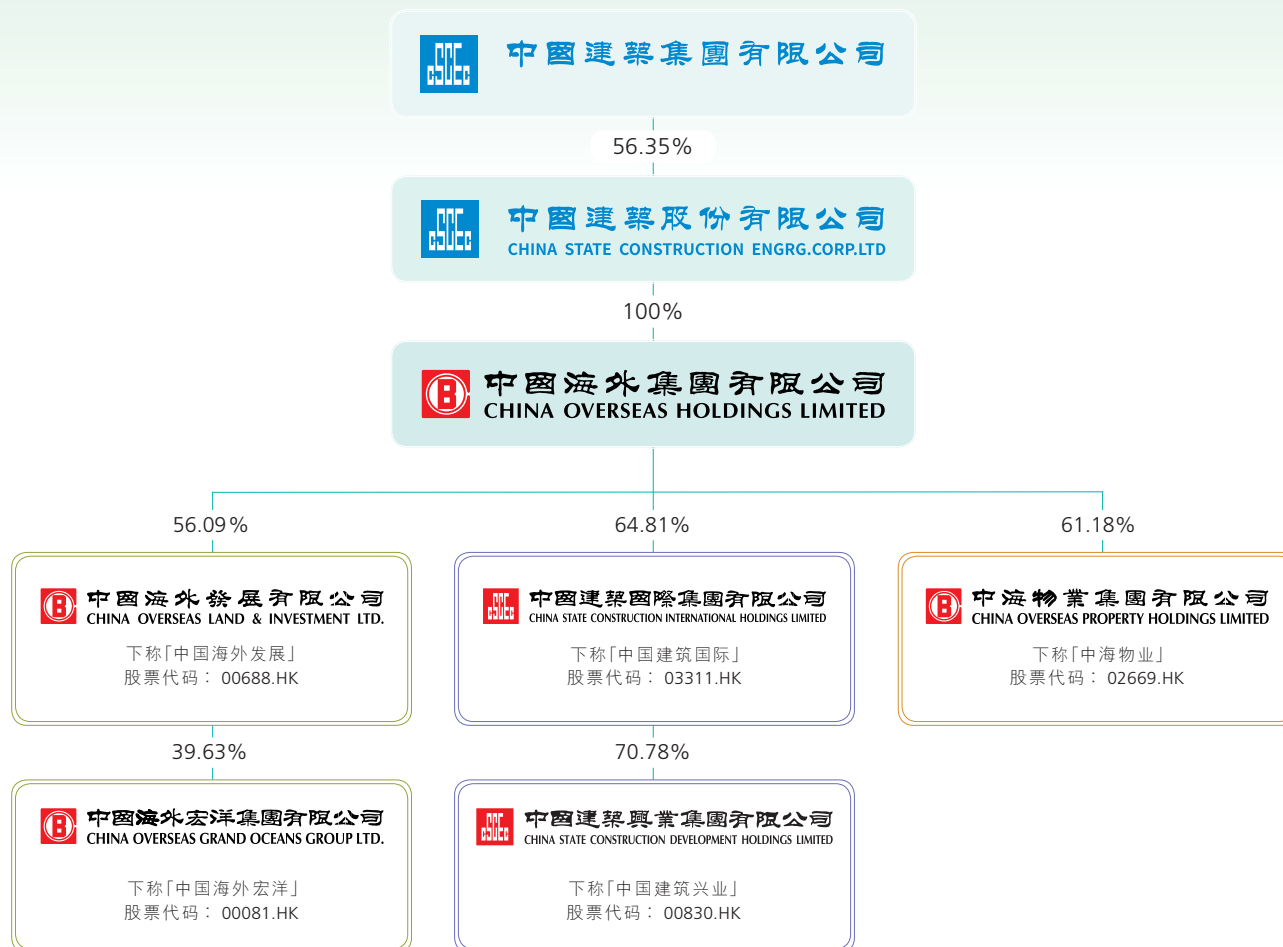 CSCEC
中國建築集團有限公司
56.35%
CSCEC
中國建築股份有限公司
CHINA STATE CONSTRUCTION ENGRG.CORP.LTD
100%
中國海外集團有限公司
CHINA OVERSEAS HOLDINGS LIMITED
56.09%
64.81%
61.18%
中國海外發展有限公司
CHINA OVERSEAS LAND & INVESTMENT LTD.
下称「中国海外发展」
股票代码：00688.HK
CSCEC
中國建築國際集團有限公司
CHINA STATE CONSTRUCTION INTERNATIONAL HOLDINGS LIMITED
下称「中国建筑国际」
股票代码：03311.HK
中海物業集團有限公司
CHINA OVERSEAS PROPERTY HOLDINGS LIMITED
下称「中海物业」
股票代码：02669.HK
39.63%
70.78%
中國海外宏洋集團有限公司
CHINA OVERSEAS GRAND OCEANS GROUP LTD.
下称「中国海外宏洋」
股票代码：00081.HK
CSCEC
中國建築興業集團有限公司
CHINA STATE CONSTRUCTION DEVELOPMENT HOLDINGS LIMITED
下称「中国建筑兴业」
股票代码：00830.HK